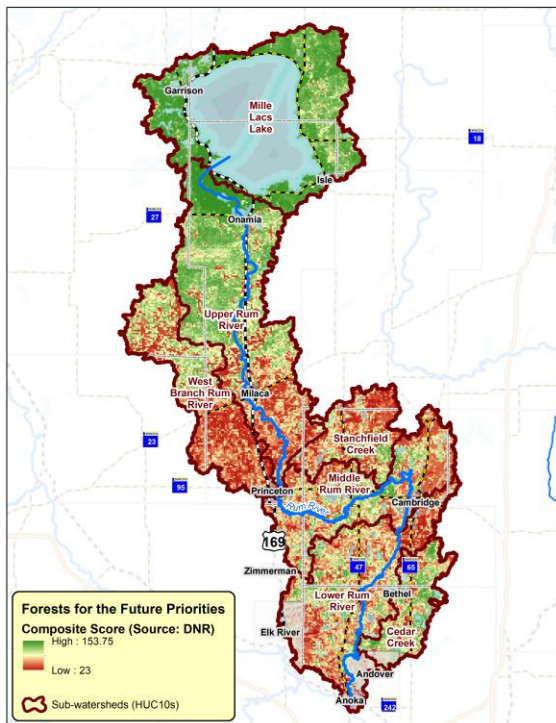 Garrison
Mille
Lacs
Lake
18
Isle
27
Onamia
Upper Rum
River
West
Branch Rum
River
Milaca
23
Stanchfield
Creek
95
Princeton
Middle
Rum River
Rum River
Cambridge
169
Zimmerman
47
65
Lower Rum
River
Bethel
Elk River
Cedar
Creek
Andover
Anoka
242
Forests for the Future Priorities
Composite Score (Source: DNR)
High : 153.75
Low : 23
Sub-watersheds (HUC10s)